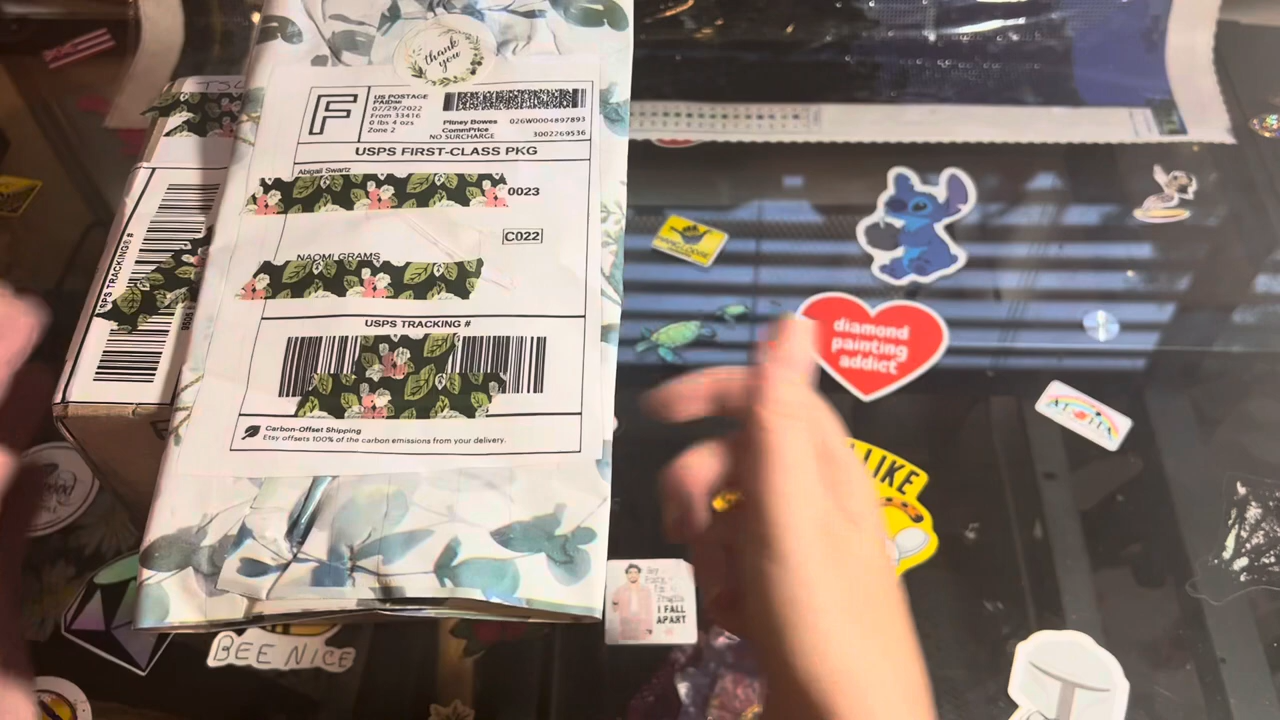 thank
you
F
US POSTAGE
PAID
07/29/2022
From 33416
0 lbs 4 ozs
Zone 2
Pitney Bowes
CommPrice
NO SURCHARGE
026W0004897893
3002269536
USPS FIRST-CLASS PKG
Abigail Swartz
0023
C022
NAOMI GRAMS
USPS TRACKING #
Carbon-Offset Shipping
Etsy offsets 100% of the carbon emissions from your delivery.
USPS TRACKING® #
diamond
painting
addict
LIKE
I FALL
APART
BEE NICE